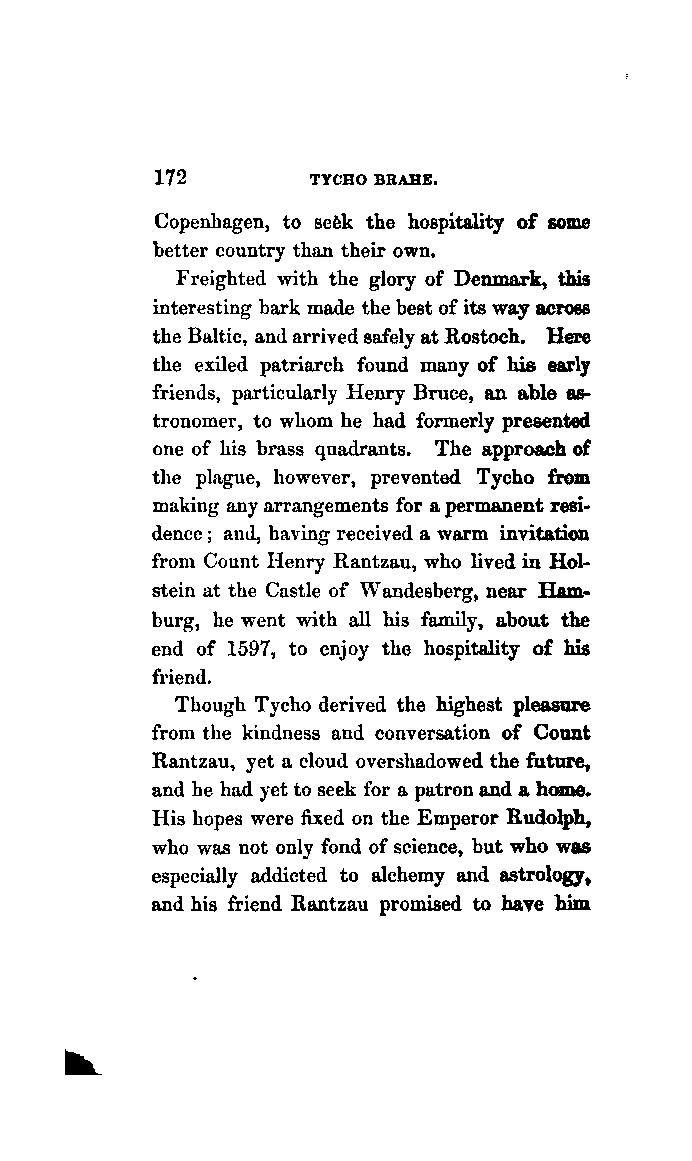 172 TYCHO BRAHE.
Copenhagen, to seek the hospitality of some
better country than their own.
Freighted with the glory of Denmark, this
interesting bark made the best of its way across
the Baltic, and arrived safely at Rostoch. Here
the exiled patriarch found many of his early
friends, particularly Henry Bruce, an able as-
tronomer, to whom he had formerly presented
one of his brass quadrants. The approach of
the plague, however, prevented Tycho from
making any arrangements for a permanent resi-
dence; and, having received a warm invitation
from Count Henry Rantzau, who lived in Hol-
stein at the Castle of Wandesberg, near Ham-
burg, he went with all his family, about the
end of 1597, to enjoy the hospitality of his
friend.
Though Tycho derived the highest pleasure
from the kindness and conversation of Count
Rantzau, yet a cloud overshadowed the future,
and he had yet to seek for a patron and a home.
His hopes were fixed on the Emperor Rudolph,
who was not only fond of science, but who was
especially addicted to alchemy and astrology,
and his friend Rantzau promised to have him